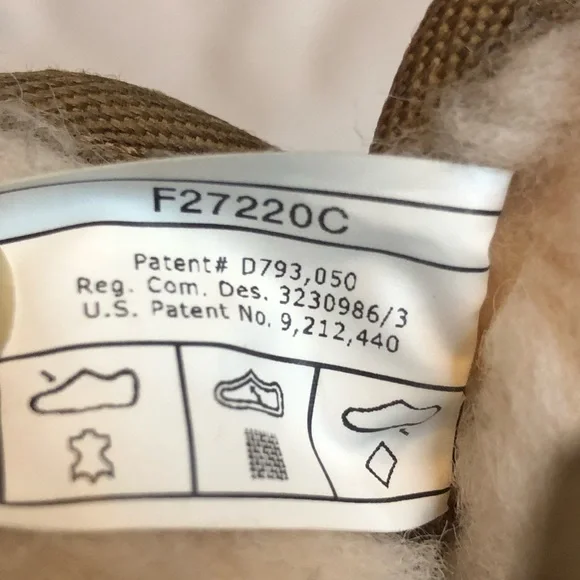 F27220C
Patent# D793,050
Reg. Com. Des. 3230986/3
U.S. Patent No. 9,212,440